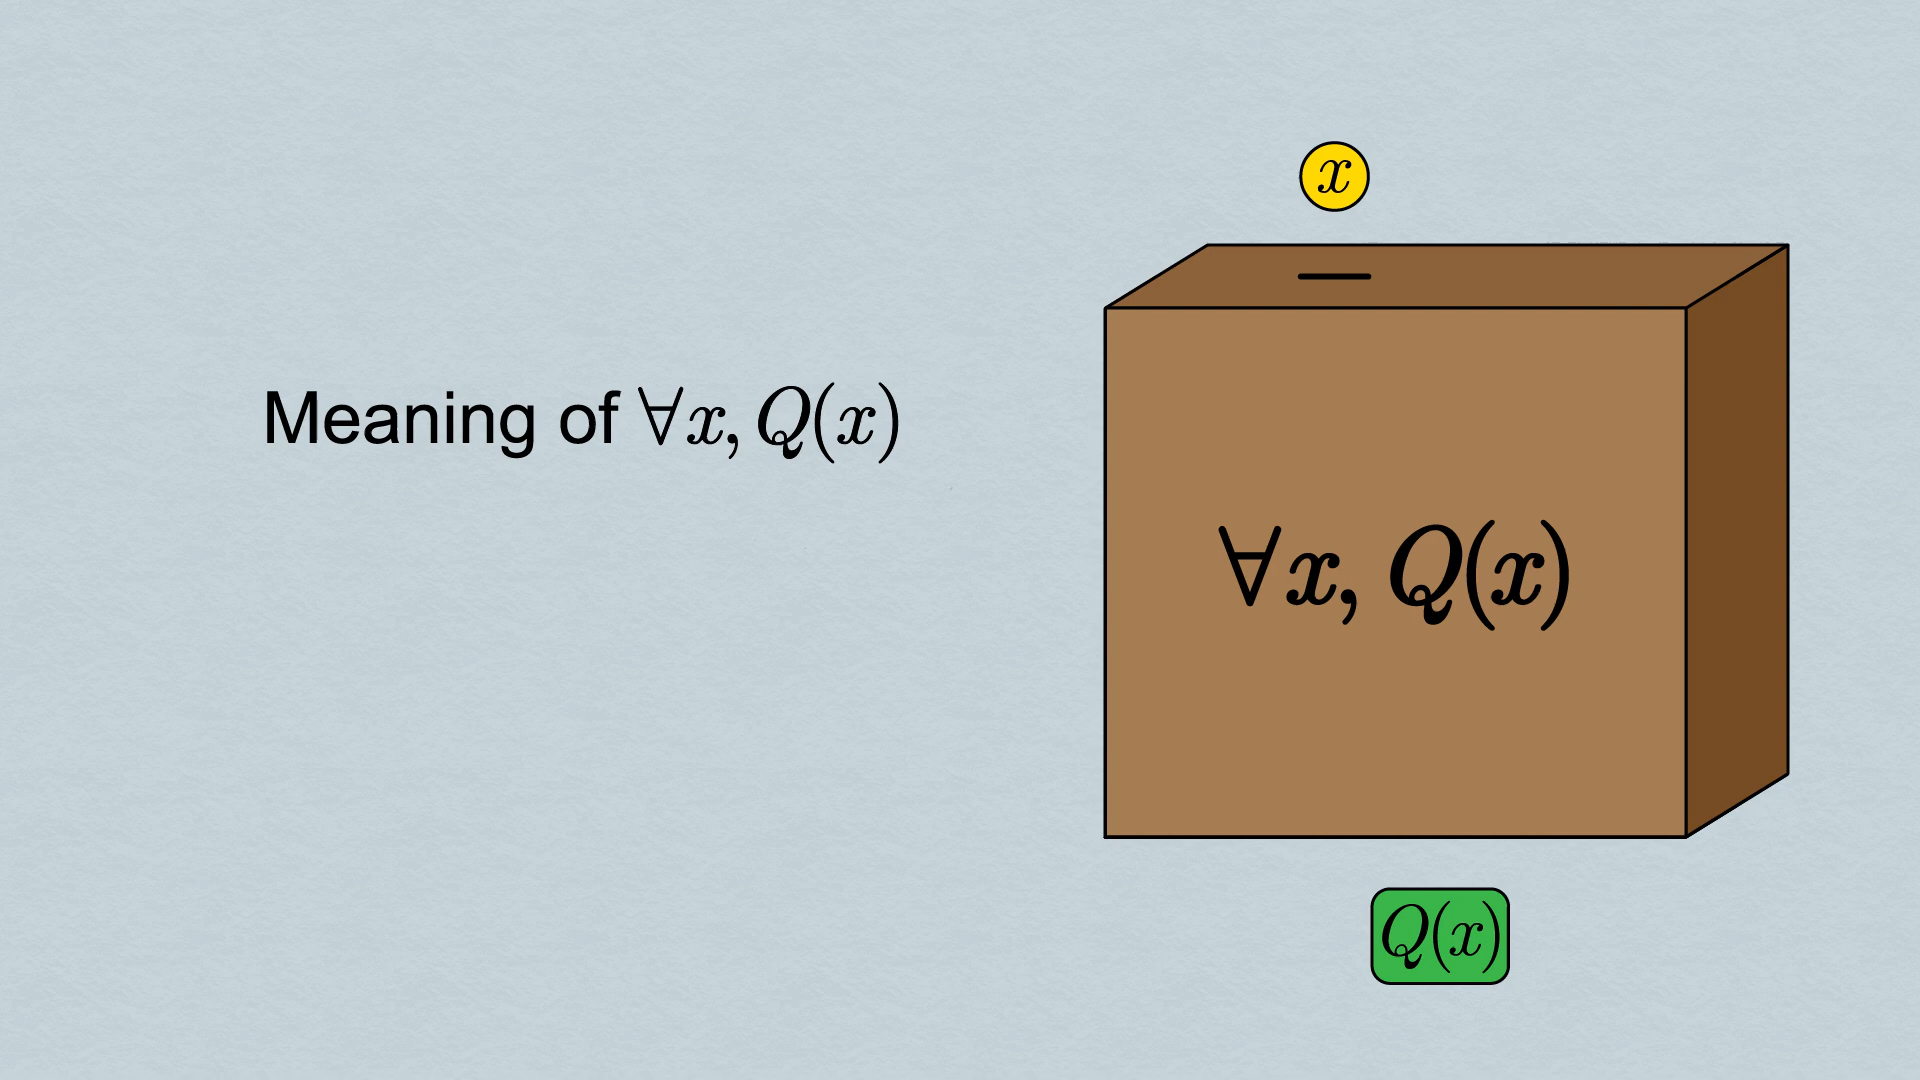 x
Meaning of ∀x, Q(x)
∀x, Q(x)
Q(x)